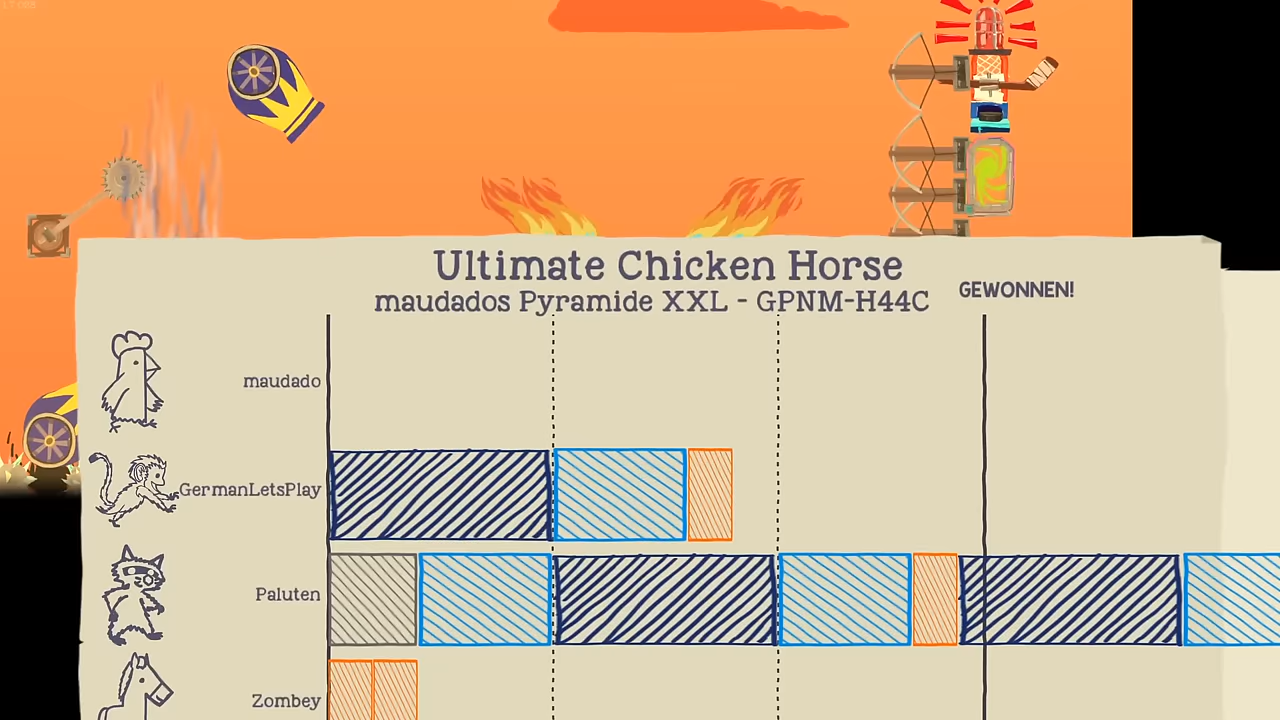 Ultimate Chicken Horse
maudados Pyramide XXL - GPNM-H44C
GEWONNEN!
maudado
GermanLetsPlay
Paluten
Zombey